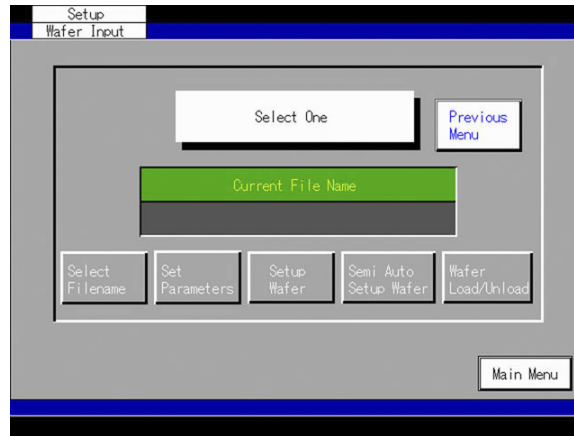 Setup
Wafer Input
Select One
Previous
Menu
Current File Name
Select
Filename
Set
Parameters
Setup
Wafer
Semi Auto
Setup Wafer
Wafer
Load/Unload
Main Menu